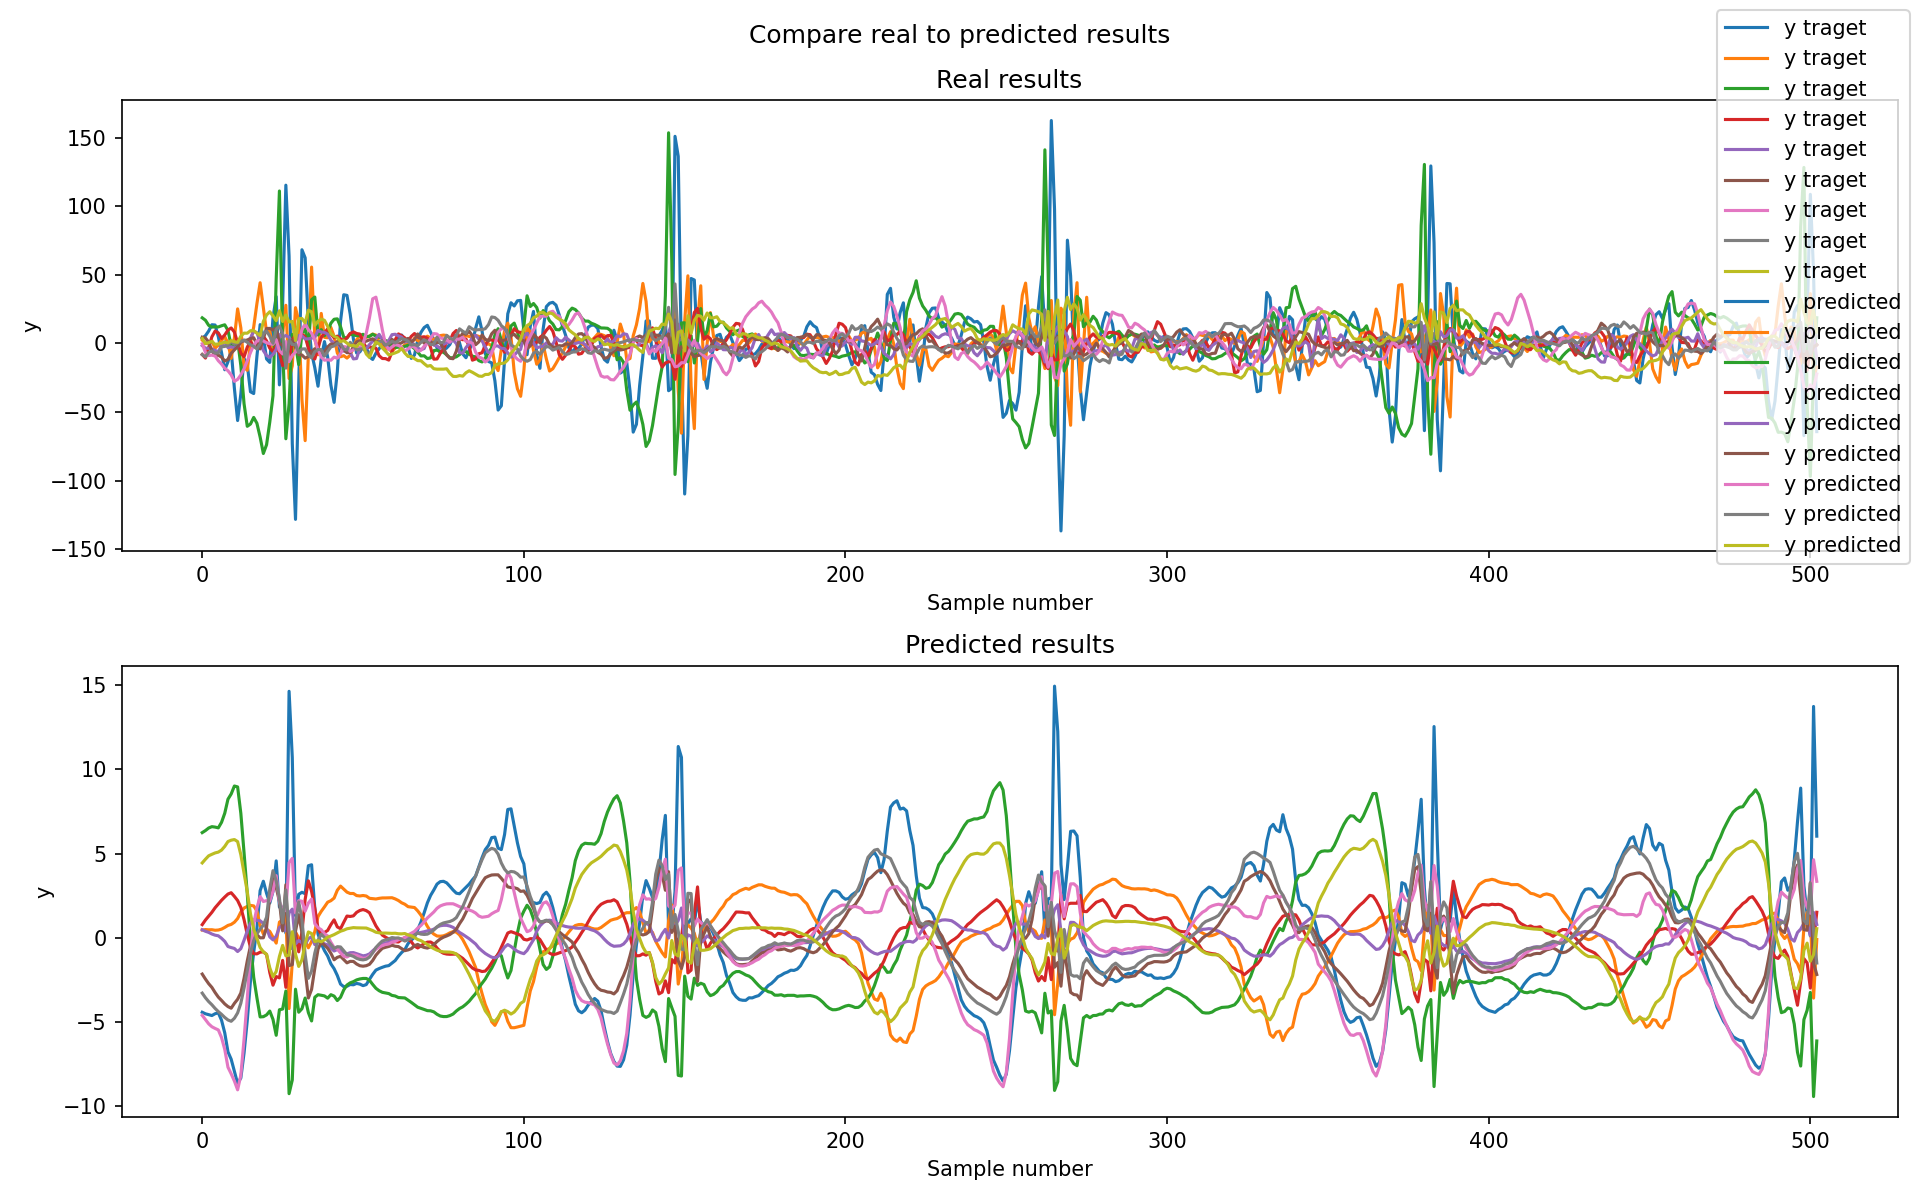 Compare real to predicted results
Real results
y traget
y traget
y traget
y traget
y traget
y traget
y traget
y traget
y traget
y predicted
y predicted
y predicted
y predicted
y predicted
y predicted
y predicted
y predicted
y predicted
150
100
50
0
−50
−100
−150
y
0 100 200 300 400 500
Sample number
Predicted results
15
10
5
0
−5
−10
y
0 100 200 300 400 500
Sample number